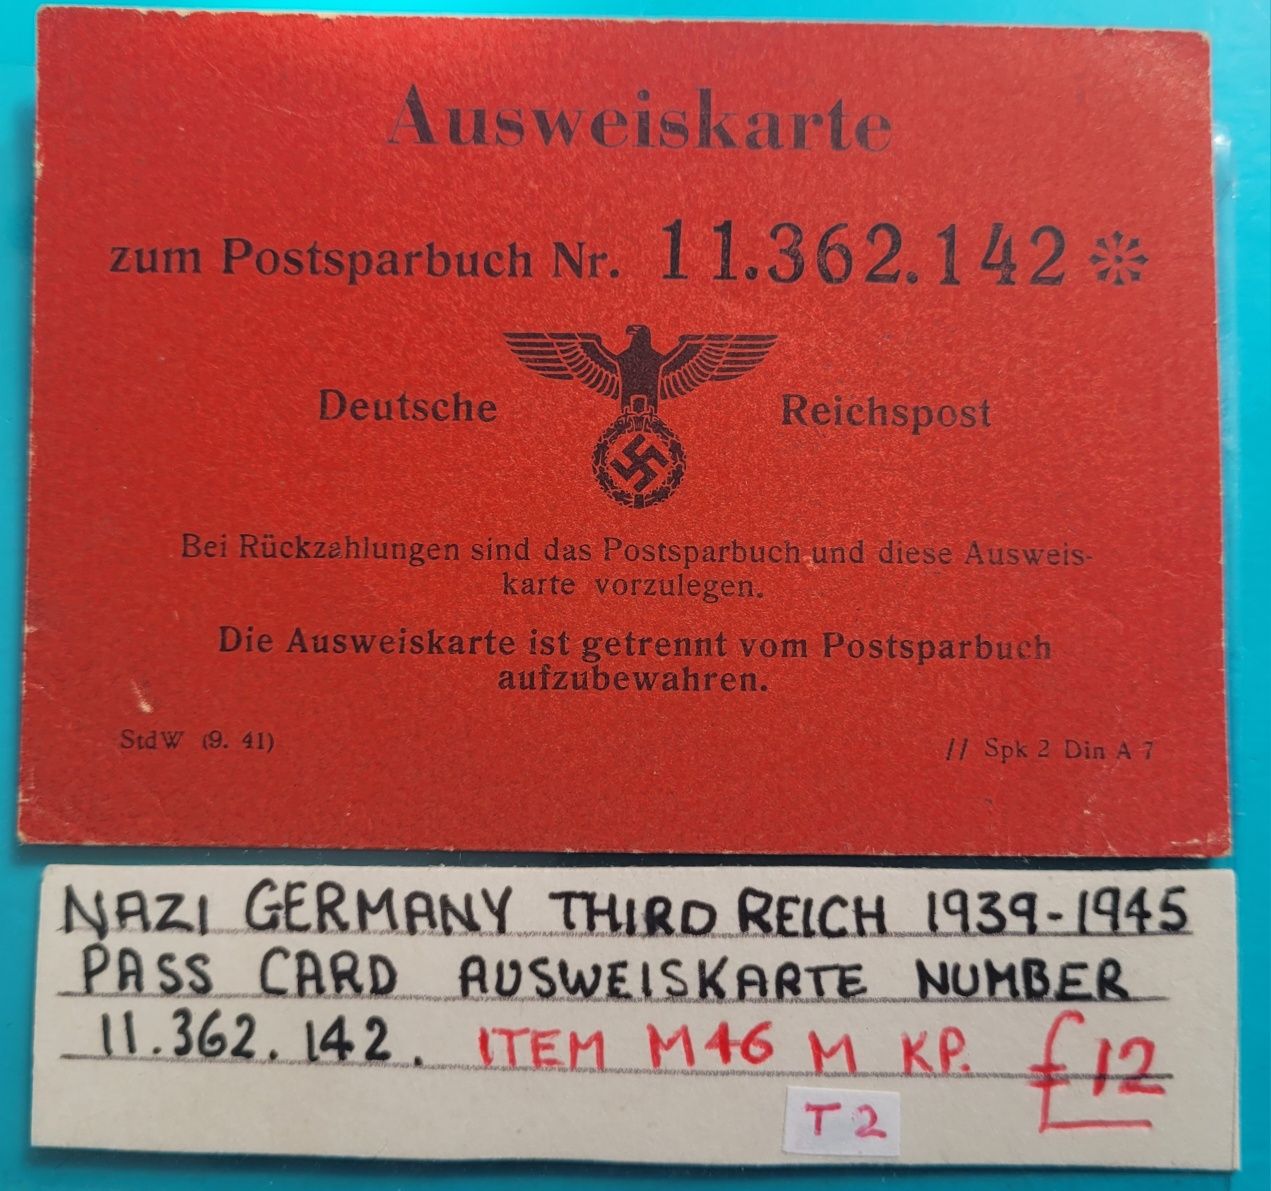 Ausweiskarte
zum Postsparbuch Nr. 11.362.142 ※
Deutsche Reichspost
Bei Rückzahlungen sind das Postsparbuch und diese Ausweis-
karte vorzulegen.
Die Ausweiskarte ist getrennt vom Postsparbuch
aufzubewahren.
StdW (9. 41) // Spk 2 Din A 7
NAZI GERMANY THIRD REICH 1939-1945
PASS CARD AUSWEISKARTE NUMBER
11.362.142. ITEM M46 M KP. £12
T2